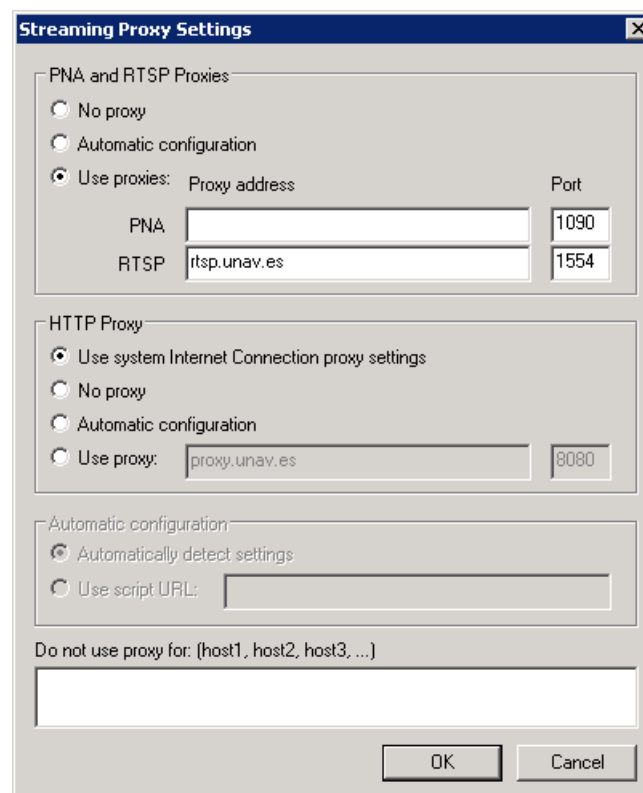 Streaming Proxy Settings
PNA and RTSP Proxies
No proxy
Automatic configuration
Use proxies: Proxy address Port
PNA 1090
RTSP rtsp.unav.es 1554
HTTP Proxy
Use system Internet Connection proxy settings
No proxy
Automatic configuration
Use proxy: proxy.unav.es 8080
Automatic configuration
Automatically detect settings
Use script URL:
Do not use proxy for: (host1, host2, host3, ...)
OK Cancel